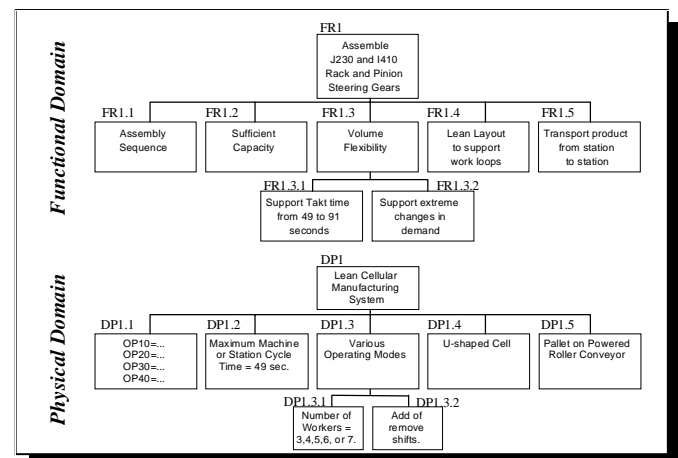 Functional Domain
FR1
Assemble
J230 and I410
Rack and Pinion
Steering Gears
FR1.1
Assembly
Sequence
FR1.2
Sufficient
Capacity
FR1.3
Volume
Flexibility
FR1.4
Lean Layout
to support
work loops
FR1.5
Transport product
from station
to station
FR1.3.1
Support Takt time
from 49 to 91
seconds
FR1.3.2
Support extreme
changes in
demand
Physical Domain
DP1
Lean Cellular
Manufacturing
System
DP1.1
OP10=...
OP20=...
OP30=...
OP40=...
DP1.2
Maximum Machine
or Station Cycle
Time = 49 sec.
DP1.3
Various
Operating Modes
DP1.4
U-shaped Cell
DP1.5
Pallet on Powered
Roller Conveyor
DP1.3.1
Number of
Workers =
3,4,5,6, or 7.
DP1.3.2
Add of
remove
shifts.